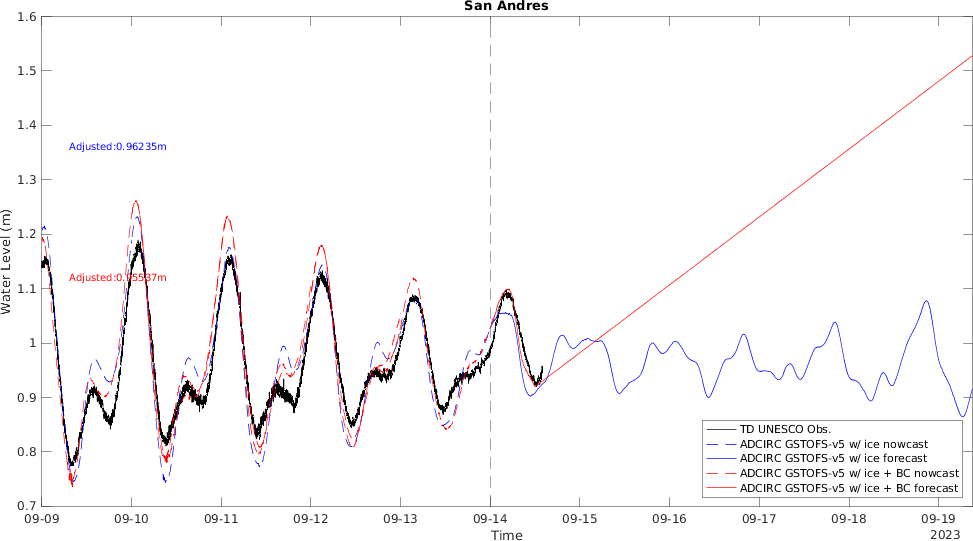 San Andres
1.6
1.5
1.4
1.3
1.2
1.1
1
0.9
0.8
0.7
Water Level (m)
Adjusted:0.96235m
Adjusted:0.95537m
TD UNESCO Obs.
ADCIRC GSTOFS-v5 w/ ice nowcast
ADCIRC GSTOFS-v5 w/ ice forecast
ADCIRC GSTOFS-v5 w/ ice + BC nowcast
ADCIRC GSTOFS-v5 w/ ice + BC forecast
09-09 09-10 09-11 09-12 09-13 09-14 09-15 09-16 09-17 09-18 09-19
Time
2023